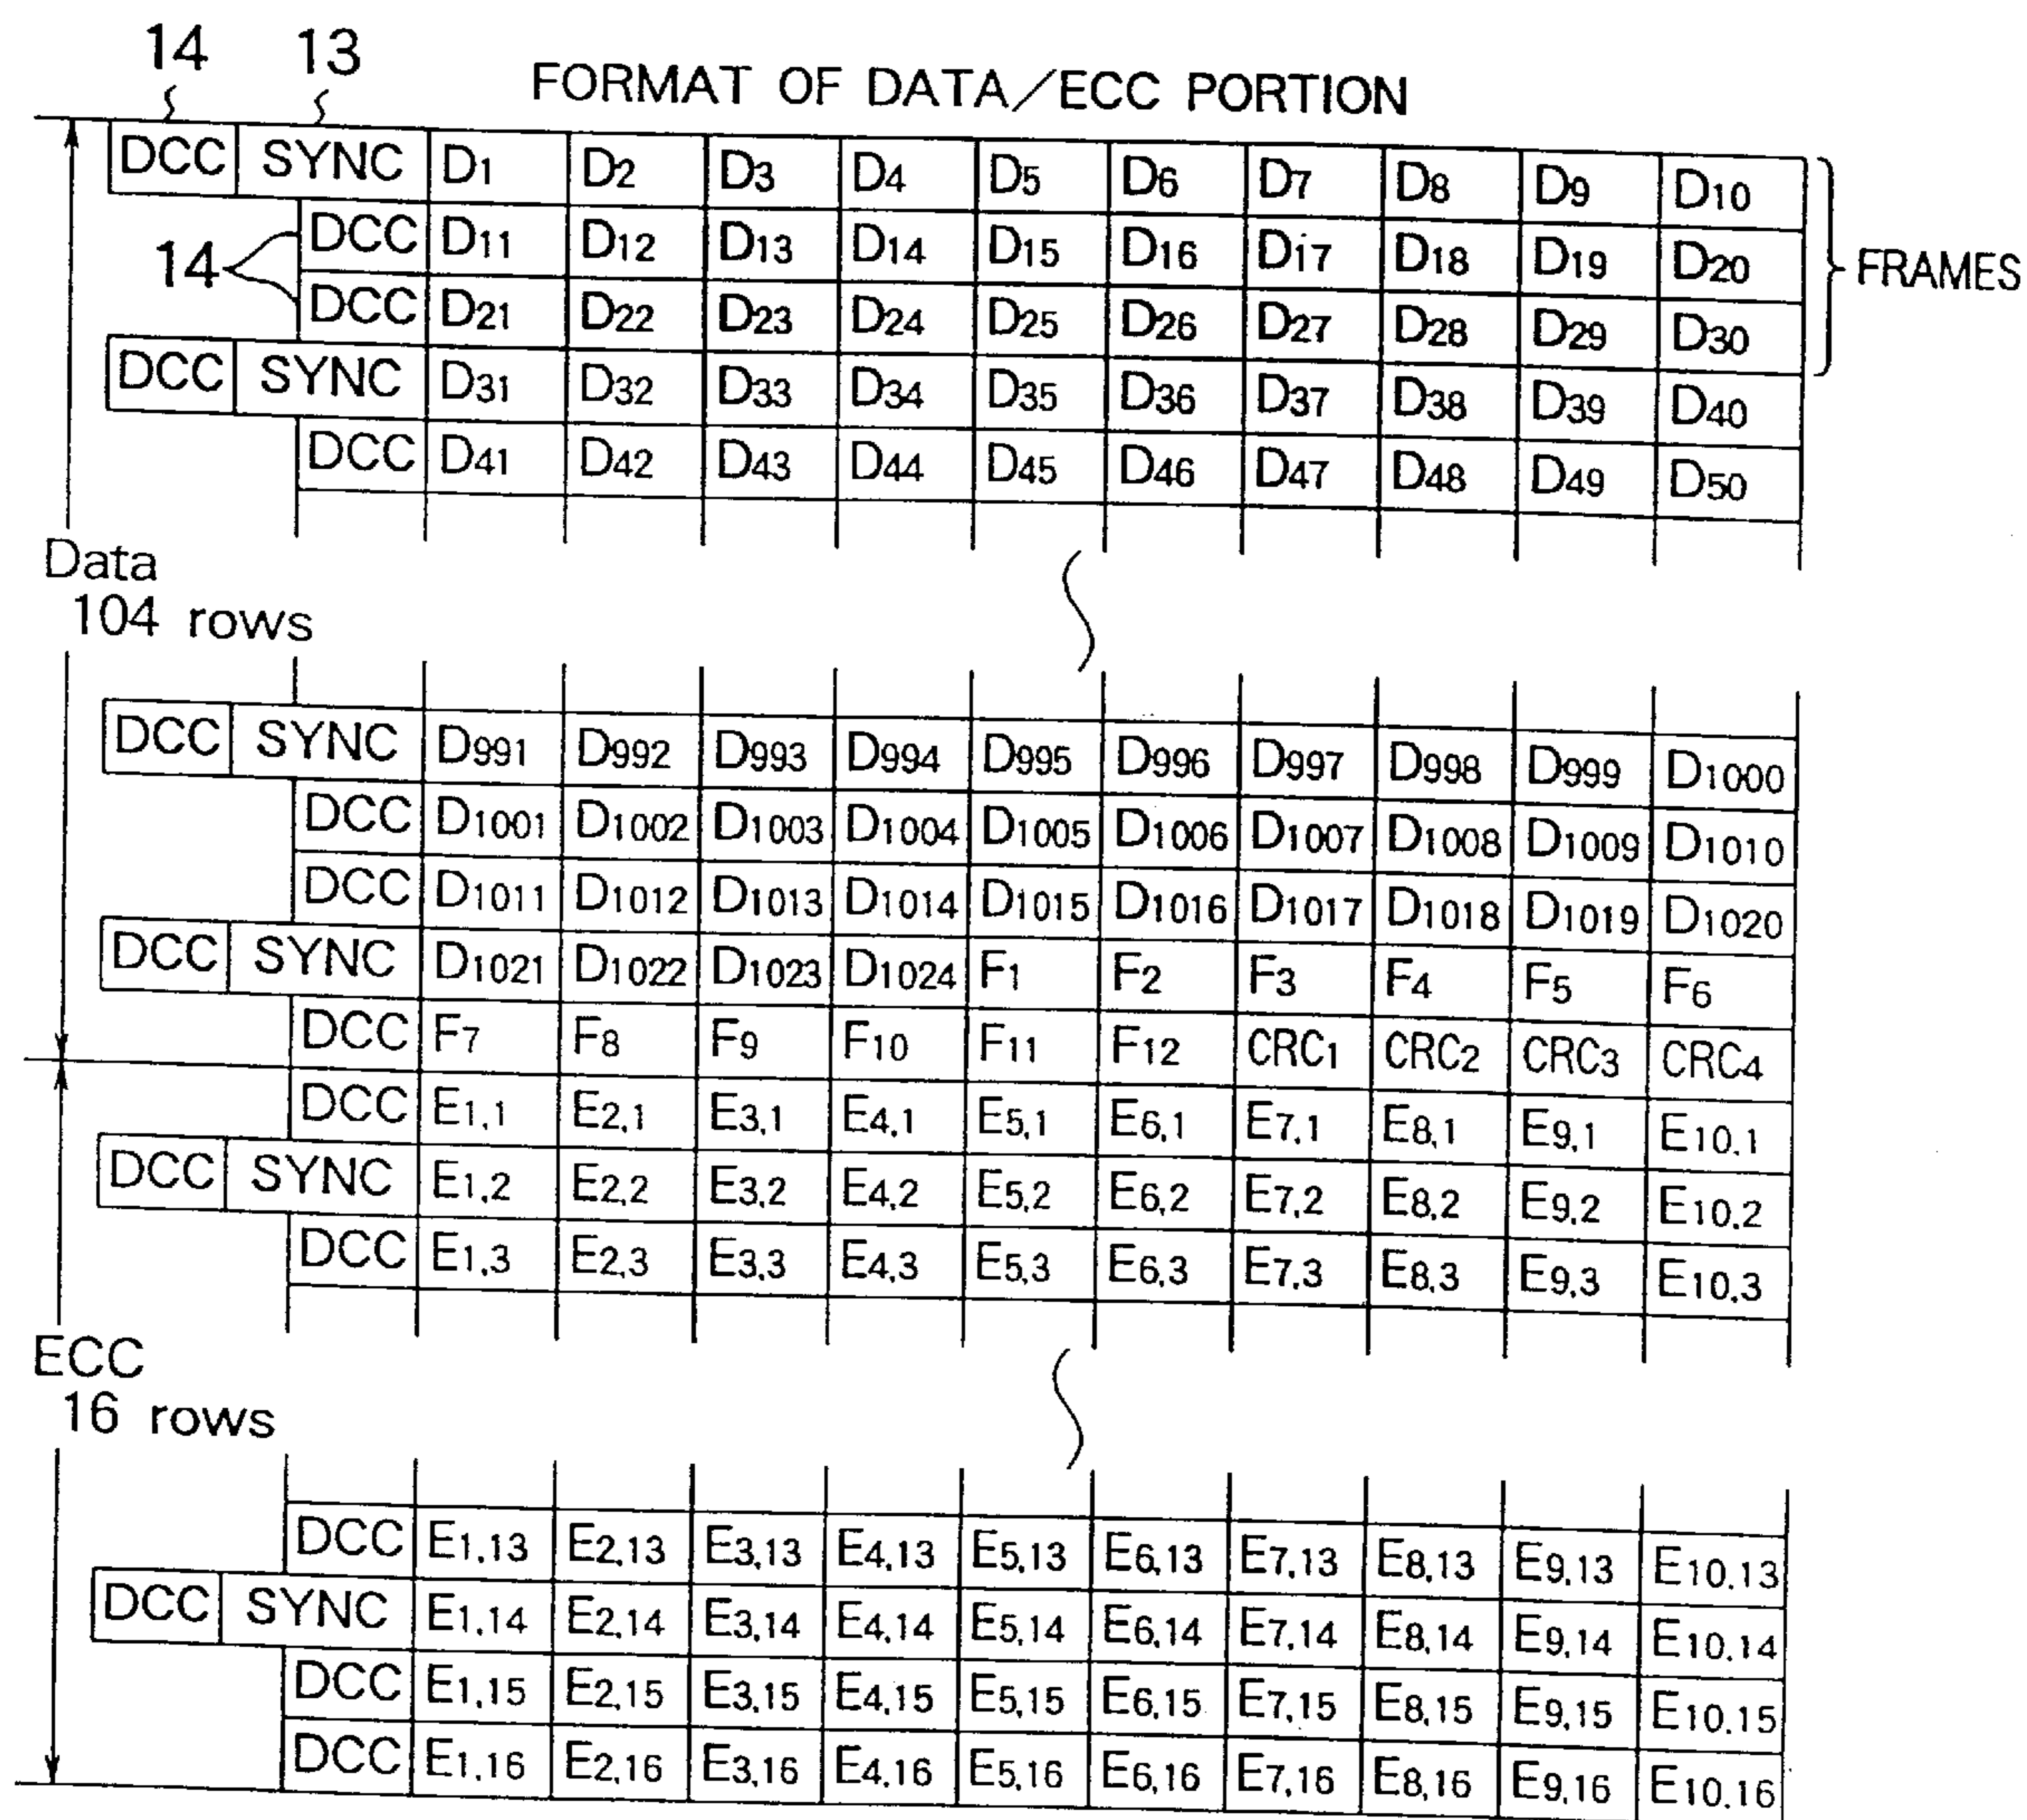 14 13
FORMAT OF DATA/ECC PORTION
DCC SYNC D1 D2 D3 D4 D5 D6 D7 D8 D9 D10
DCC D11 D12 D13 D14 D15 D16 D17 D18 D19 D20
14 FRAMES
DCC D21 D22 D23 D24 D25 D26 D27 D28 D29 D30
DCC SYNC D31 D32 D33 D34 D35 D36 D37 D38 D39 D40
DCC D41 D42 D43 D44 D45 D46 D47 D48 D49 D50
Data
104 rows
DCC SYNC D991 D992 D993 D994 D995 D996 D997 D998 D999 D1000
DCC D1001 D1002 D1003 D1004 D1005 D1006 D1007 D1008 D1009 D1010
DCC D1011 D1012 D1013 D1014 D1015 D1016 D1017 D1018 D1019 D1020
DCC SYNC D1021 D1022 D1023 D1024 F1 F2 F3 F4 F5 F6
DCC F7 F8 F9 F10 F11 F12 CRC1 CRC2 CRC3 CRC4
DCC E1,1 E2,1 E3,1 E4,1 E5,1 E6,1 E7,1 E8,1 E9,1 E10,1
DCC SYNC E1,2 E2,2 E3,2 E4,2 E5,2 E6,2 E7,2 E8,2 E9,2 E10,2
DCC E1,3 E2,3 E3,3 E4,3 E5,3 E6,3 E7,3 E8,3 E9,3 E10,3
ECC
16 rows
DCC E1,13 E2,13 E3,13 E4,13 E5,13 E6,13 E7,13 E8,13 E9,13 E10,13
DCC SYNC E1,14 E2,14 E3,14 E4,14 E5,14 E6,14 E7,14 E8,14 E9,14 E10,14
DCC E1,15 E2,15 E3,15 E4,15 E5,15 E6,15 E7,15 E8,15 E9,15 E10,15
DCC E1,16 E2,16 E3,16 E4,16 E5,16 E6,16 E7,16 E8,16 E9,16 E10,16